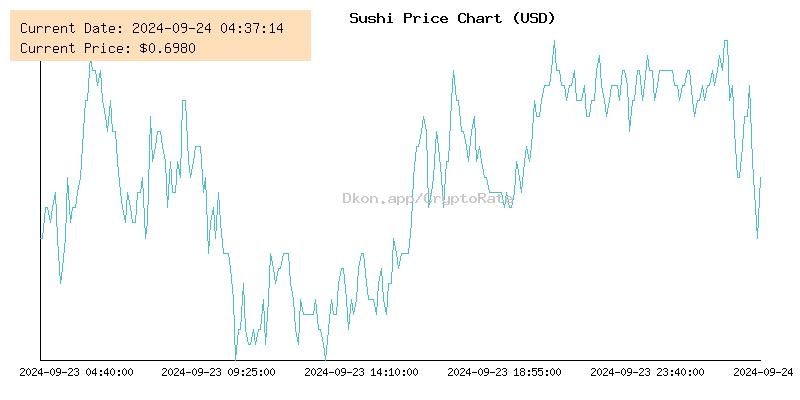 Sushi Price Chart (USD)
Current Date: 2024-09-24 04:37:14
Current Price: $0.6980
Dkon.app/CryptoRate
2024-09-23 04:40:00 2024-09-23 09:25:00 2024-09-23 14:10:00 2024-09-23 18:55:00 2024-09-23 23:40:00 2024-09-24